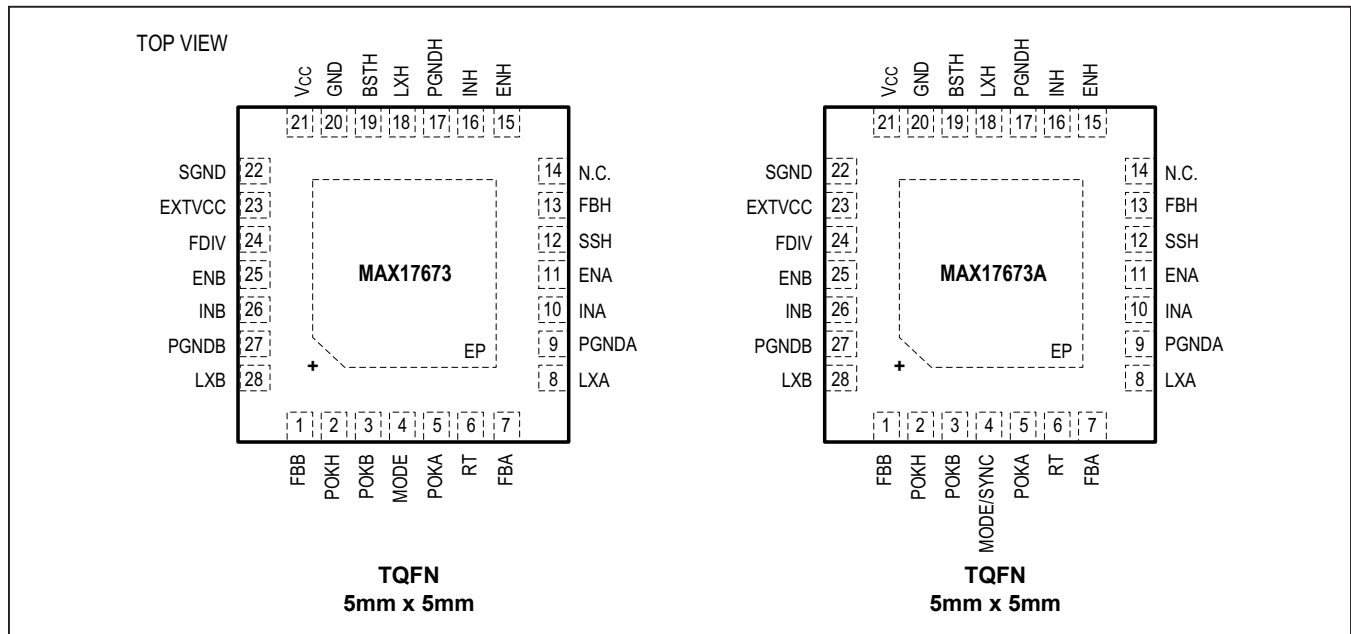 TOP VIEW
VCC GND BSTH LXH PGNDH INH ENH
21 20 19 18 17 16 15
SGND 22
EXTVCC 23
FDIV 24
ENB 25
INB 26
PGNDB 27
LXB 28
14 N.C.
13 FBH
12 SSH
11 ENA
10 INA
9 PGNDA
8 LXA
MAX17673
EP
+
1 2 3 4 5 6 7
FBB POKH POKB MODE POKA RT FBA
TQFN
5mm x 5mm
VCC GND BSTH LXH PGNDH INH ENH
21 20 19 18 17 16 15
SGND 22
EXTVCC 23
FDIV 24
ENB 25
INB 26
PGNDB 27
LXB 28
14 N.C.
13 FBH
12 SSH
11 ENA
10 INA
9 PGNDA
8 LXA
MAX17673A
EP
+
1 2 3 4 5 6 7
FBB POKH POKB MODE/SYNC POKA RT FBA
TQFN
5mm x 5mm